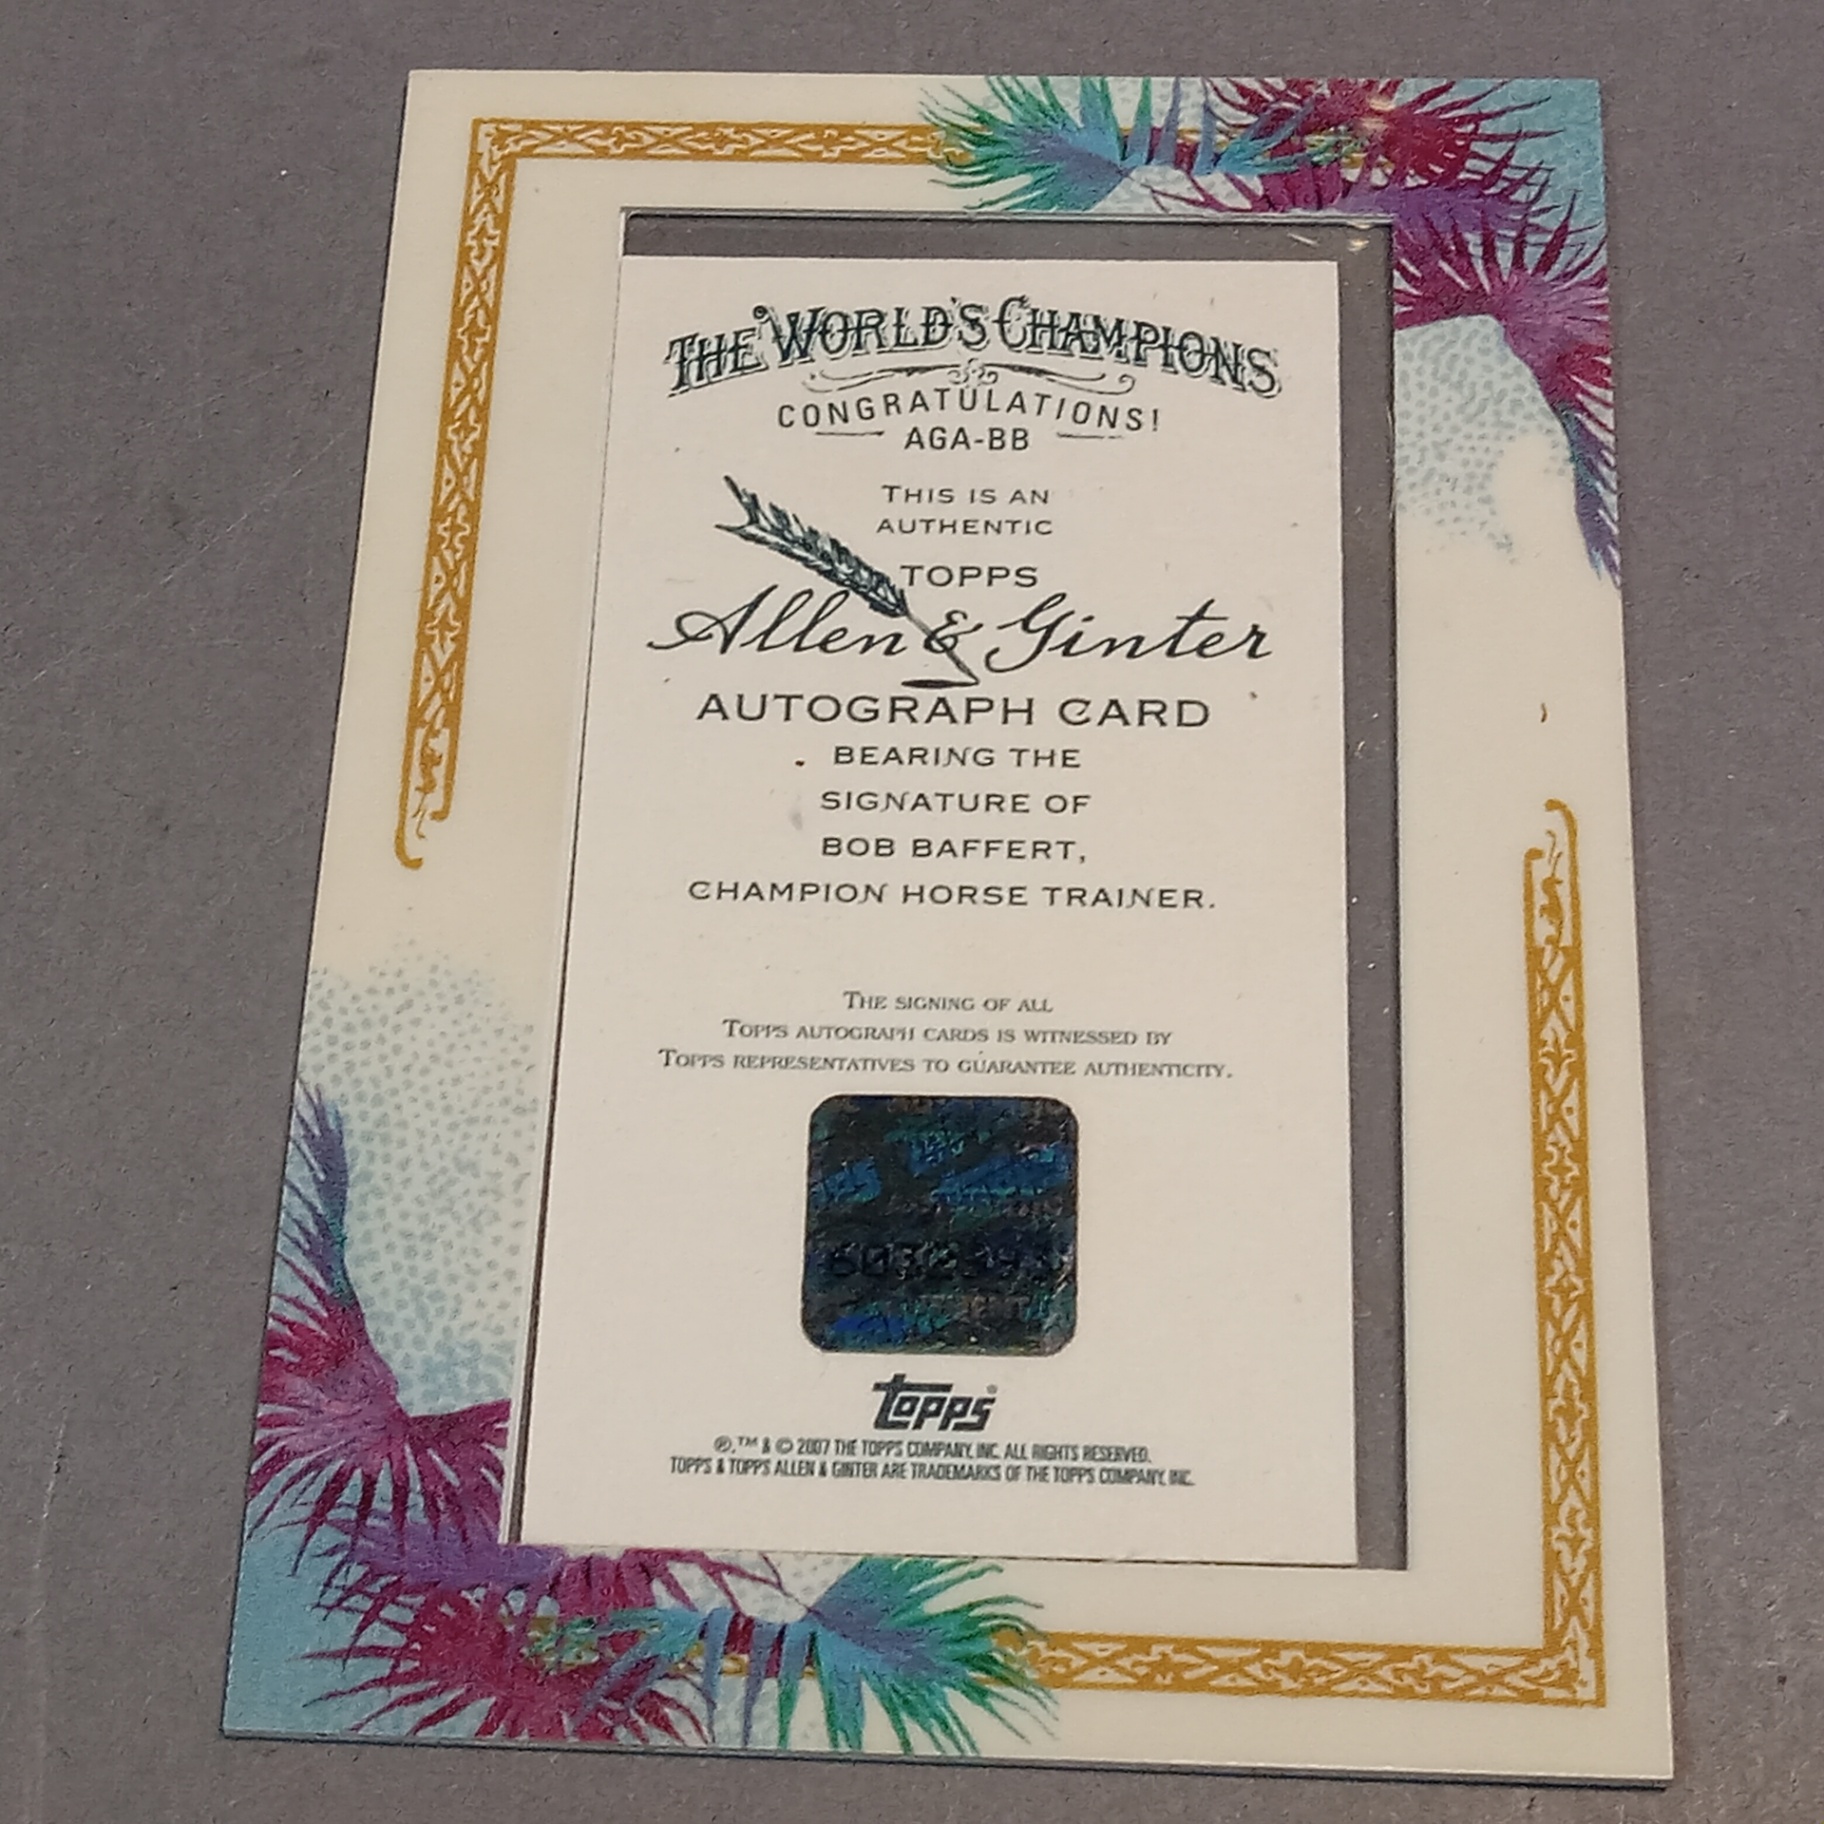 THE WORLD'S CHAMPIONS
CONGRATULATIONS!
AGA-BB
THIS IS AN
AUTHENTIC
TOPPS
Allen & Ginter
AUTOGRAPH CARD
BEARING THE
SIGNATURE OF
BOB BAFFERT,
CHAMPION HORSE TRAINER.
THE SIGNING OF ALL
TOPPS AUTOGRAPH CARDS IS WITNESSED BY
TOPPS REPRESENTATIVES TO GUARANTEE AUTHENTICITY.
topps®
®,™ & © 2007 THE TOPPS COMPANY, INC. ALL RIGHTS RESERVED.
TOPPS & TOPPS ALLEN & GINTER ARE TRADEMARKS OF THE TOPPS COMPANY, INC.